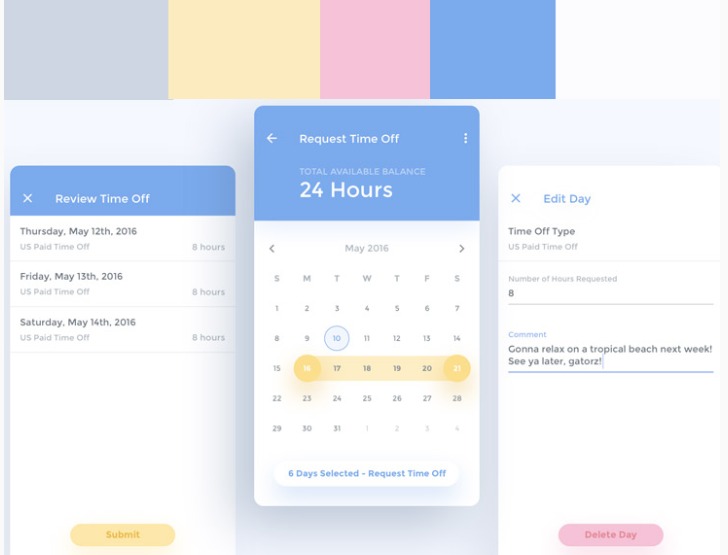 Review Time Off
Thursday, May 12th, 2016
US Paid Time Off
8 hours
Friday, May 13th, 2016
US Paid Time Off
8 hours
Saturday, May 14th, 2016
US Paid Time Off
8 hours
Submit
Request Time Off
TOTAL AVAILABLE BALANCE
24 Hours
May 2016
S M T W T F S
1 2 3 4 5 6 7
8 9 10 11 12 13 14
15 16 17 18 19 20 21
22 23 24 25 26 27 28
29 30 31 1 2 3 4
6 Days Selected - Request Time Off
Edit Day
Time Off Type
US Paid Time Off
Number of Hours Requested
8
Comment
Gonna relax on a tropical beach next week!
See ya later, gatorz!
Delete Day